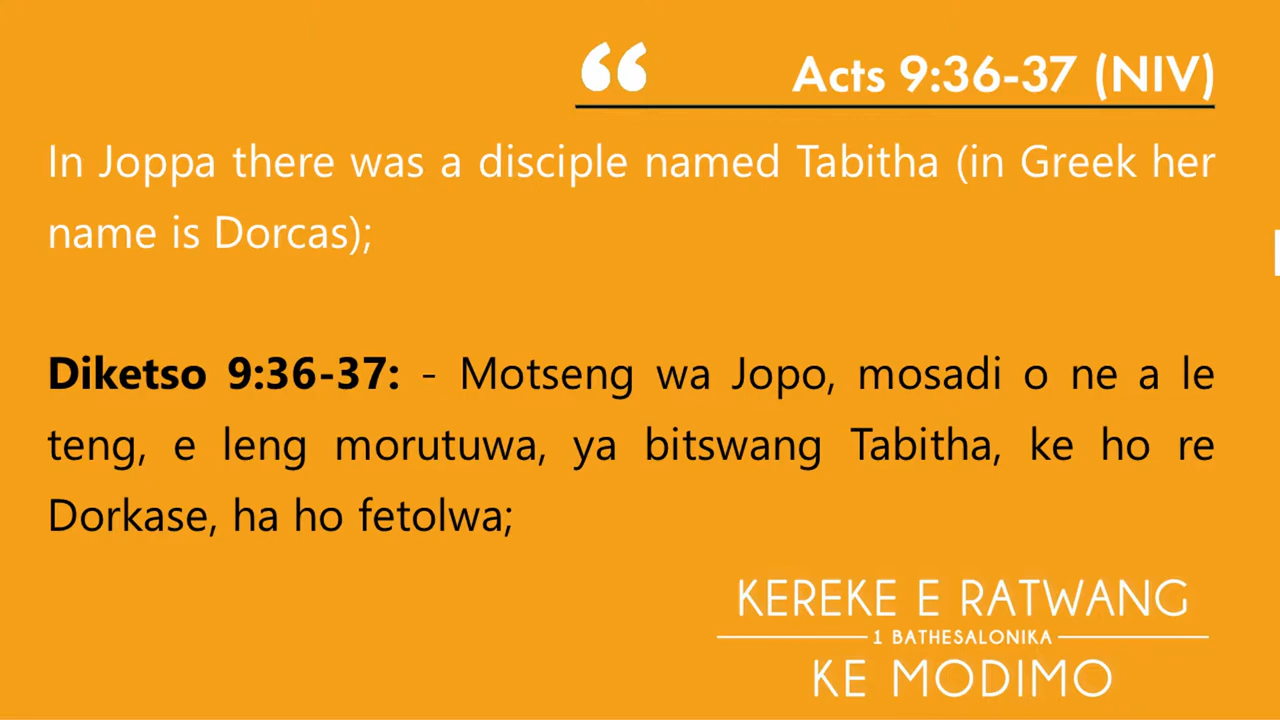 “ Acts 9:36-37 (NIV)
In Joppa there was a disciple named Tabitha (in Greek her
name is Dorcas);
Diketso 9:36-37: - Motseng wa Jopo, mosadi o ne a le
teng, e leng morutuwa, ya bitswang Tabitha, ke ho re
Dorkase, ha ho fetolwa;
KEREKE E RATWANG
1 BATHESALONIKA
KE MODIMO